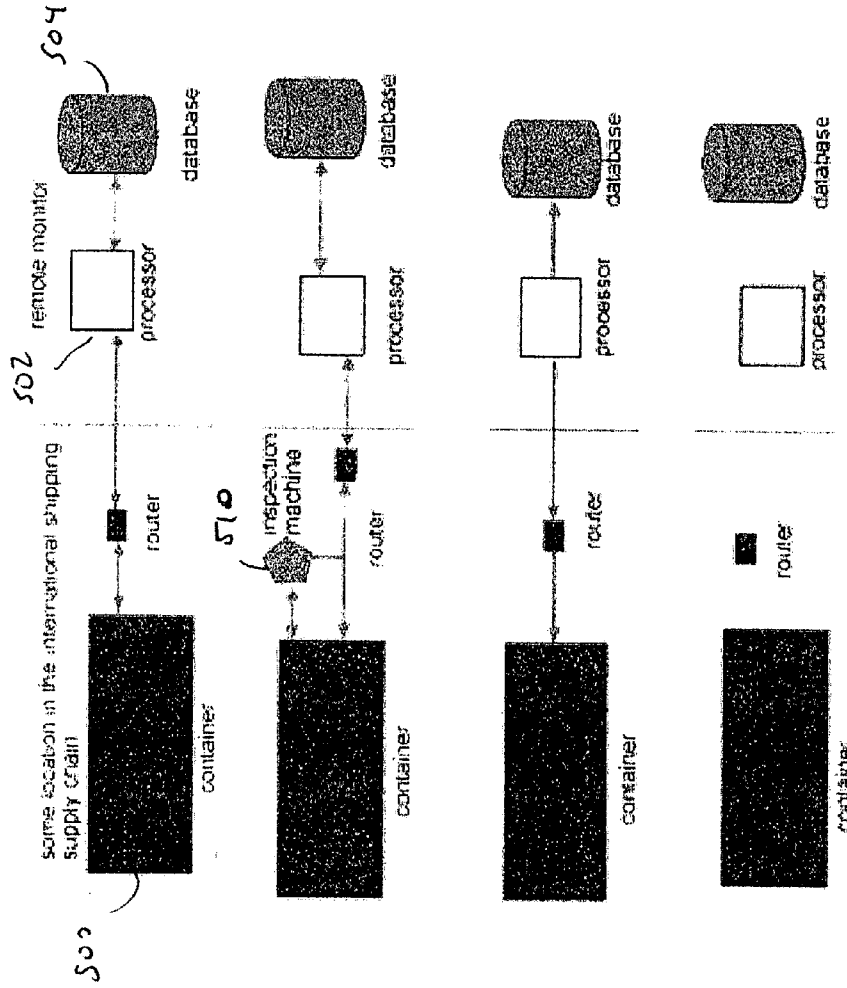 some location in the international shipping
supply chain
remote monitor
500
502
504
container
router
processor
database
510
inspection
machine
container
router
processor
database
container
router
processor
database
container
router
processor
database